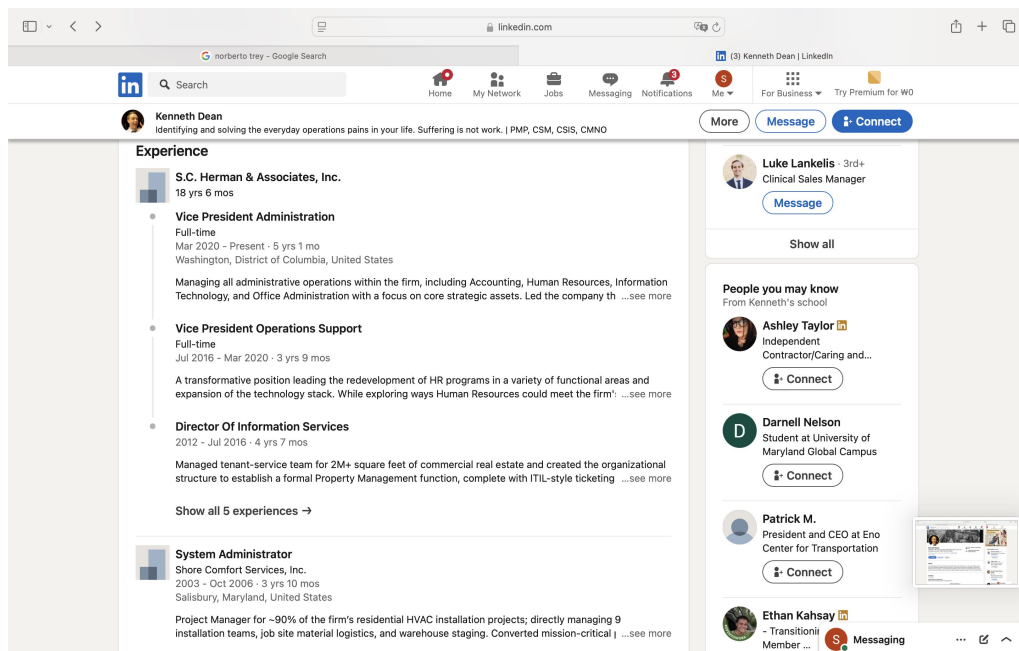 linkedin.com
norberto trey - Google Search
(3) Kenneth Dean | LinkedIn
in
Search
Home
My Network
Jobs
Messaging
3
Notifications
S
Me
For Business
Try Premium for ₩0
Kenneth Dean
Identifying and solving the everyday operations pains in your life. Suffering is not work. | PMP, CSM, CSIS, CMNO
More
Message
Connect
Experience
S.C. Herman & Associates, Inc.
18 yrs 6 mos
Vice President Administration
Full-time
Mar 2020 - Present · 5 yrs 1 mo
Washington, District of Columbia, United States
Managing all administrative operations within the firm, including Accounting, Human Resources, Information
Technology, and Office Administration with a focus on core strategic assets. Led the company th ...see more
Vice President Operations Support
Full-time
Jul 2016 - Mar 2020 · 3 yrs 9 mos
A transformative position leading the redevelopment of HR programs in a variety of functional areas and
expansion of the technology stack. While exploring ways Human Resources could meet the firm': ...see more
Director Of Information Services
2012 - Jul 2016 · 4 yrs 7 mos
Managed tenant-service team for 2M+ square feet of commercial real estate and created the organizational
structure to establish a formal Property Management function, complete with ITIL-style ticketing ...see more
Show all 5 experiences →
System Administrator
Shore Comfort Services, Inc.
2003 - Oct 2006 · 3 yrs 10 mos
Salisbury, Maryland, United States
Project Manager for ~90% of the firm's residential HVAC installation projects; directly managing 9
installation teams, job site material logistics, and warehouse staging. Converted mission-critical ...see more
Luke Lankelis · 3rd+
Clinical Sales Manager
Message
Show all
People you may know
From Kenneth's school
Ashley Taylor in
Independent
Contractor/Caring and...
Connect
D
Darnell Nelson
Student at University of
Maryland Global Campus
Connect
Patrick M.
President and CEO at Eno
Center for Transportation
Connect
Ethan Kahsay in
- Transitionir
Member ...
S
Messaging